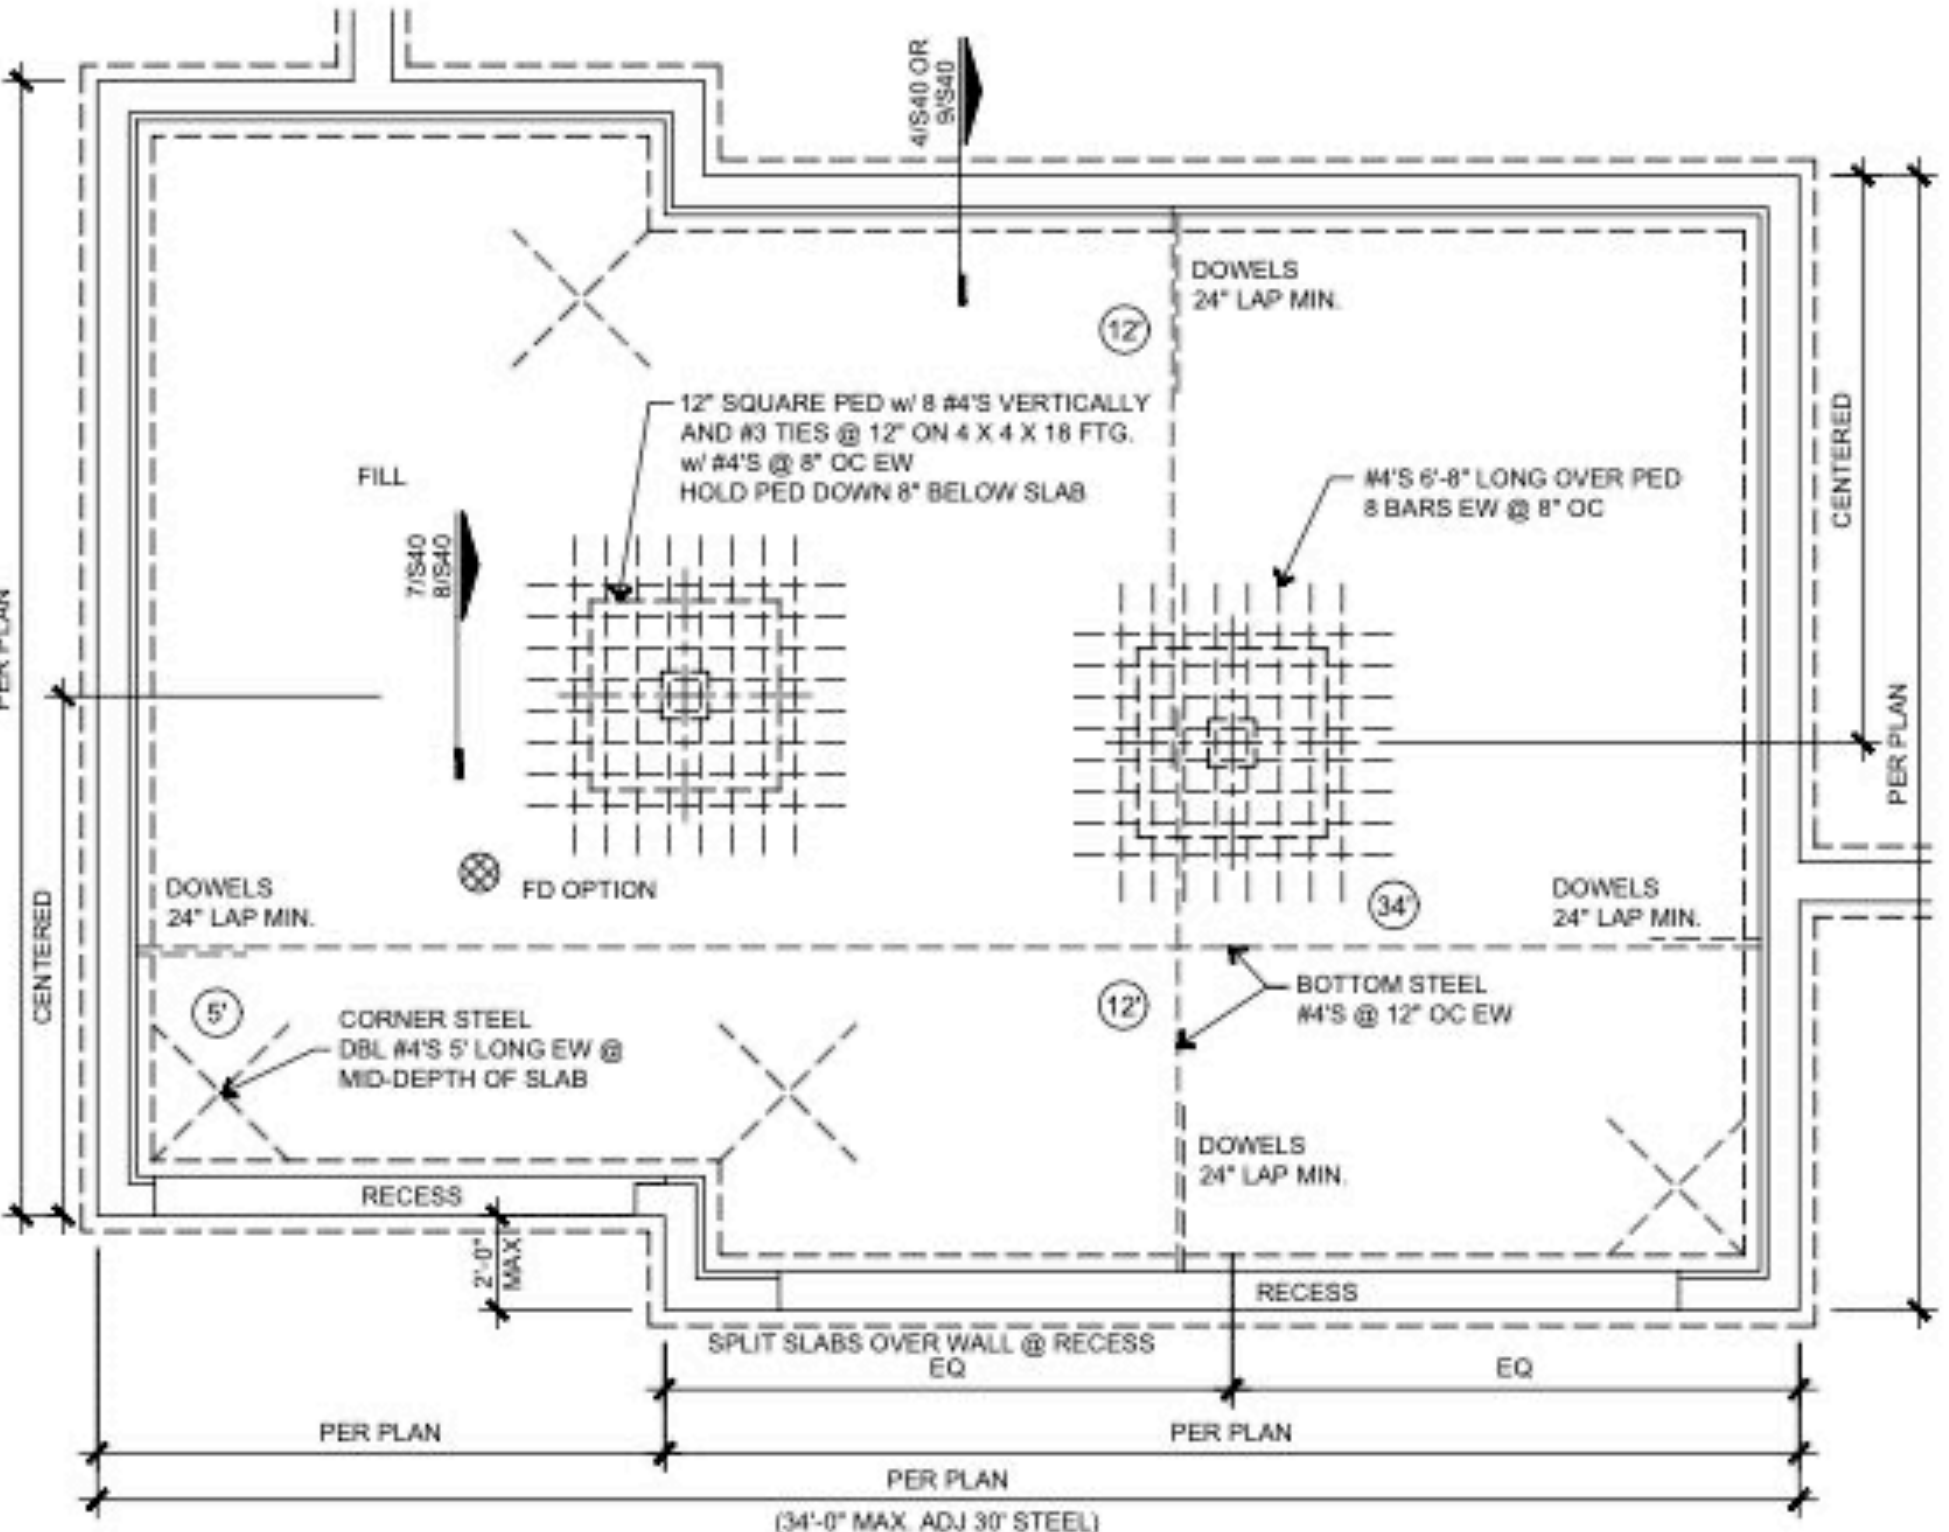 4/S40 OR
9/S40
DOWELS
24" LAP MIN.
12'
12" SQUARE PED w/ 8 #4'S VERTICALLY
AND #3 TIES @ 12" ON 4 X 4 X 18 FTG.
w/ #4'S @ 8" OC EW
HOLD PED DOWN 8" BELOW SLAB
FILL
#4'S 6'-8" LONG OVER PED
8 BARS EW @ 8" OC
CENTERED
7/S40
8/S40
PER PLAN
PER PLAN
FD OPTION
DOWELS
24" LAP MIN.
34'
DOWELS
24" LAP MIN.
CENTERED
5'
CORNER STEEL
DBL #4'S 5' LONG EW @
MID-DEPTH OF SLAB
12'
BOTTOM STEEL
#4'S @ 12" OC EW
DOWELS
24" LAP MIN.
RECESS
2'-0"
MAX.
RECESS
SPLIT SLABS OVER WALL @ RECESS
EQ
EQ
PER PLAN
PER PLAN
PER PLAN
(34'-0" MAX. ADJ 30' STEEL)